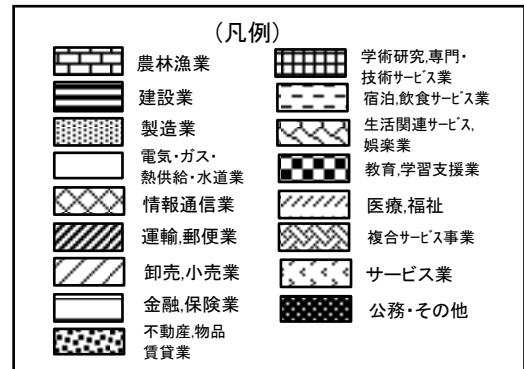 (凡例)
農林漁業
建設業
製造業
電気・ガス・
熱供給・水道業
情報通信業
運輸,郵便業
卸売,小売業
金融,保険業
不動産,物品
賃貸業
学術研究,専門・
技術サービス業
宿泊,飲食サービス業
生活関連サービス,
娯楽業
教育,学習支援業
医療,福祉
複合サービス事業
サービス業
公務・その他